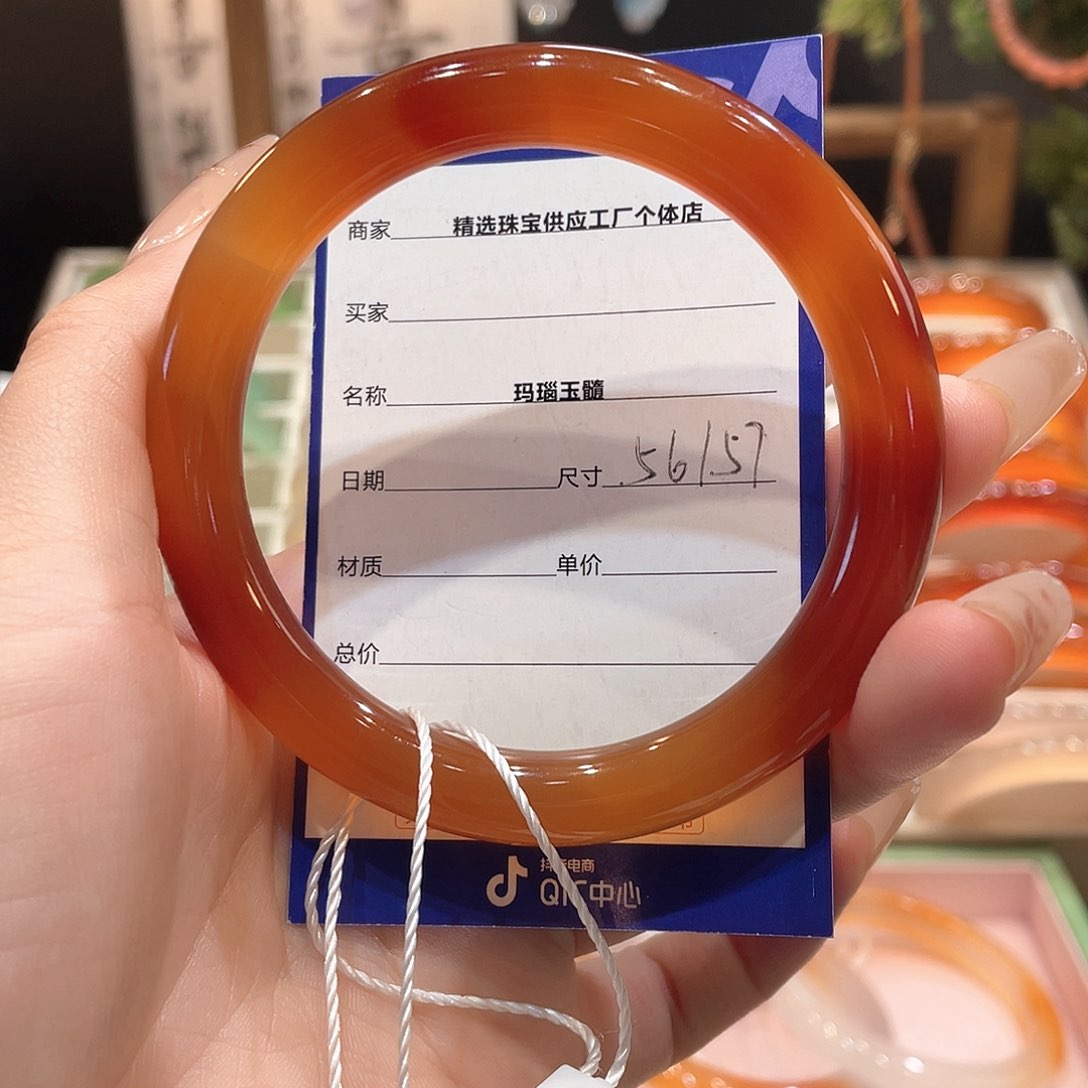 商家 精选珠宝供应工厂个体店
买家
名称 玛瑙玉髓
日期 尺寸 56/57
材质 单价
总价
抖音电商
QIC中心